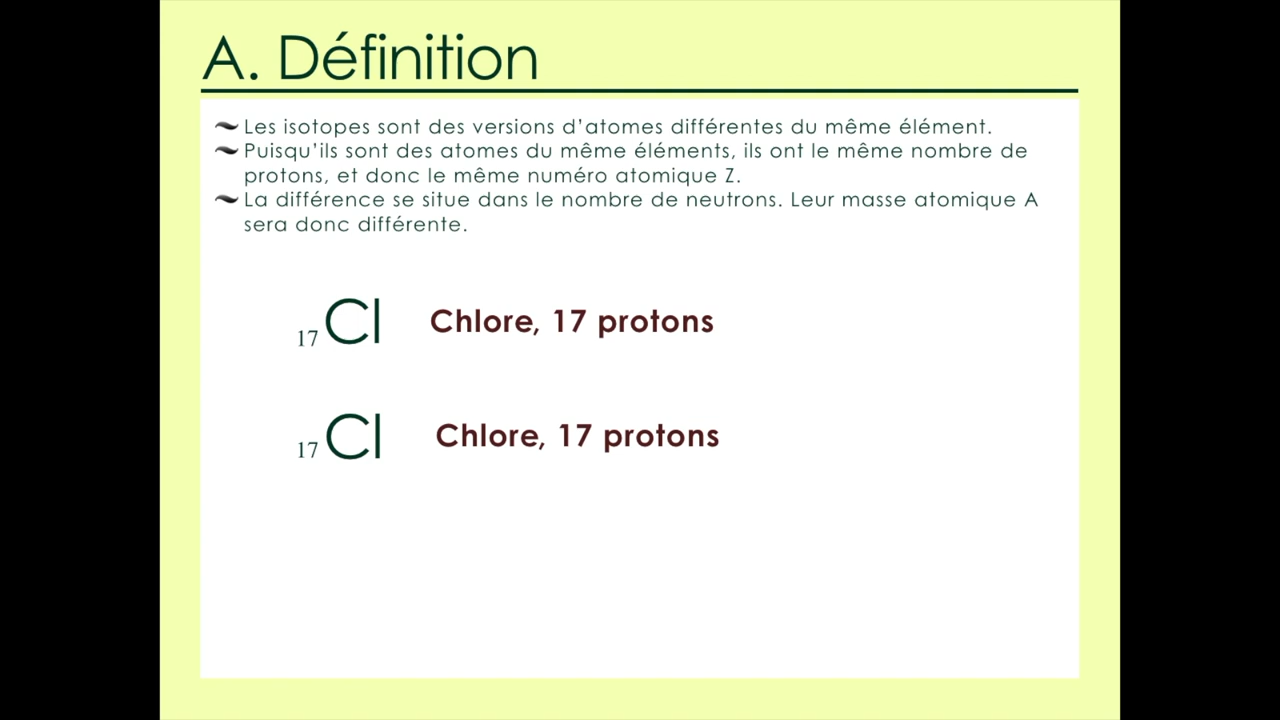 A. Définition
Les isotopes sont des versions d'atomes différentes du même élément.
Puisqu'ils sont des atomes du même éléments, ils ont le même nombre de
protons, et donc le même numéro atomique Z.
La différence se situe dans le nombre de neutrons. Leur masse atomique A
sera donc différente.
17Cl Chlore, 17 protons
17Cl Chlore, 17 protons